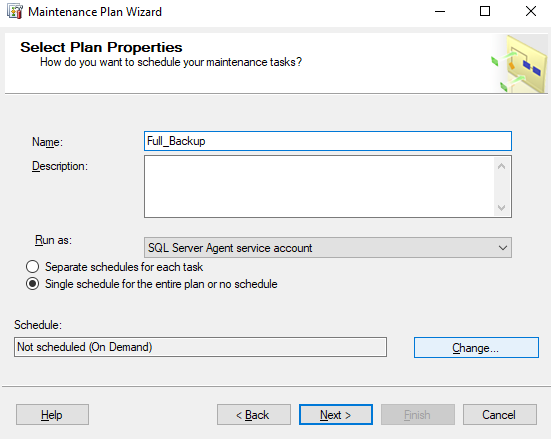 Maintenance Plan Wizard
Select Plan Properties
How do you want to schedule your maintenance tasks?
Name: Full_Backup
Description:
Run as: SQL Server Agent service account
Separate schedules for each task
Single schedule for the entire plan or no schedule
Schedule:
Not scheduled (On Demand) Change...
Help < Back Next > Finish Cancel